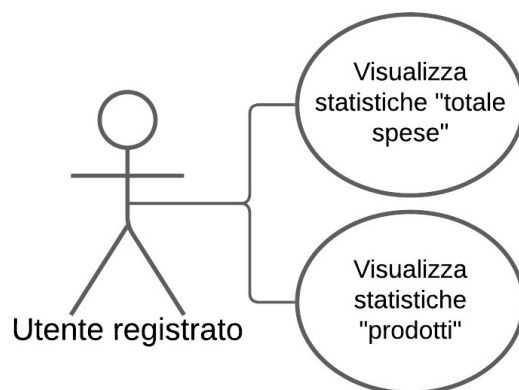 Visualizza
statistiche "totale
spese"
Visualizza
statistiche
"prodotti"
Utente registrato